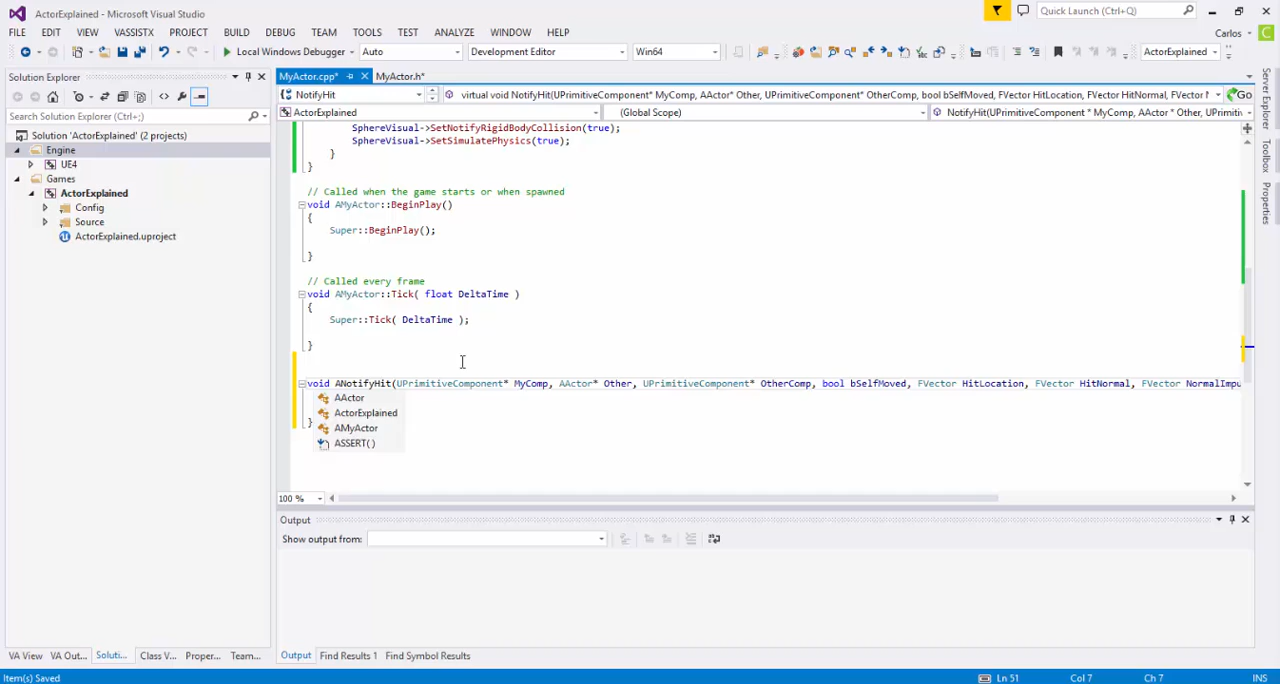 ActorExplained - Microsoft Visual Studio
Quick Launch (Ctrl+Q)
FILE EDIT VIEW VASSISTX PROJECT BUILD DEBUG TEAM TOOLS TEST ANALYZE WINDOW HELP
Carlos
C
Local Windows Debugger Auto Development Editor Win64 ActorExplained
Solution Explorer
MyActor.cpp* MyActor.h*
NotifyHit virtual void NotifyHit(UPrimitiveComponent* MyComp, AActor* Other, UPrimitiveComponent* OtherComp, bool bSelfMoved, FVector HitLocation, FVector HitNormal, FVector N Go
Search Solution Explorer (Ctrl+;)
ActorExplained (Global Scope) NotifyHit(UPrimitiveComponent * MyComp, AActor * Other, UPrimiti
Solution 'ActorExplained' (2 projects)
Engine
UE4
Games
ActorExplained
Config
Source
ActorExplained.uproject
SphereVisual->SetNotifyRigidBodyCollision(true);
SphereVisual->SetSimulatePhysics(true);
}
}
// Called when the game starts or when spawned
void AMyActor::BeginPlay()
{
Super::BeginPlay();
}
// Called every frame
void AMyActor::Tick( float DeltaTime )
{
Super::Tick( DeltaTime );
}
void ANotifyHit(UPrimitiveComponent* MyComp, AActor* Other, UPrimitiveComponent* OtherComp, bool bSelfMoved, FVector HitLocation, FVector HitNormal, FVector NormalImpu
AActor
ActorExplained
}
AMyActor
ASSERT()
100 %
Output
Show output from:
Server Explorer
Toolbox
Properties
VA View VA Out... Soluti... Class V... Proper... Team...
Output Find Results 1 Find Symbol Results
Item(s) Saved Ln 51 Col 7 Ch 7 INS